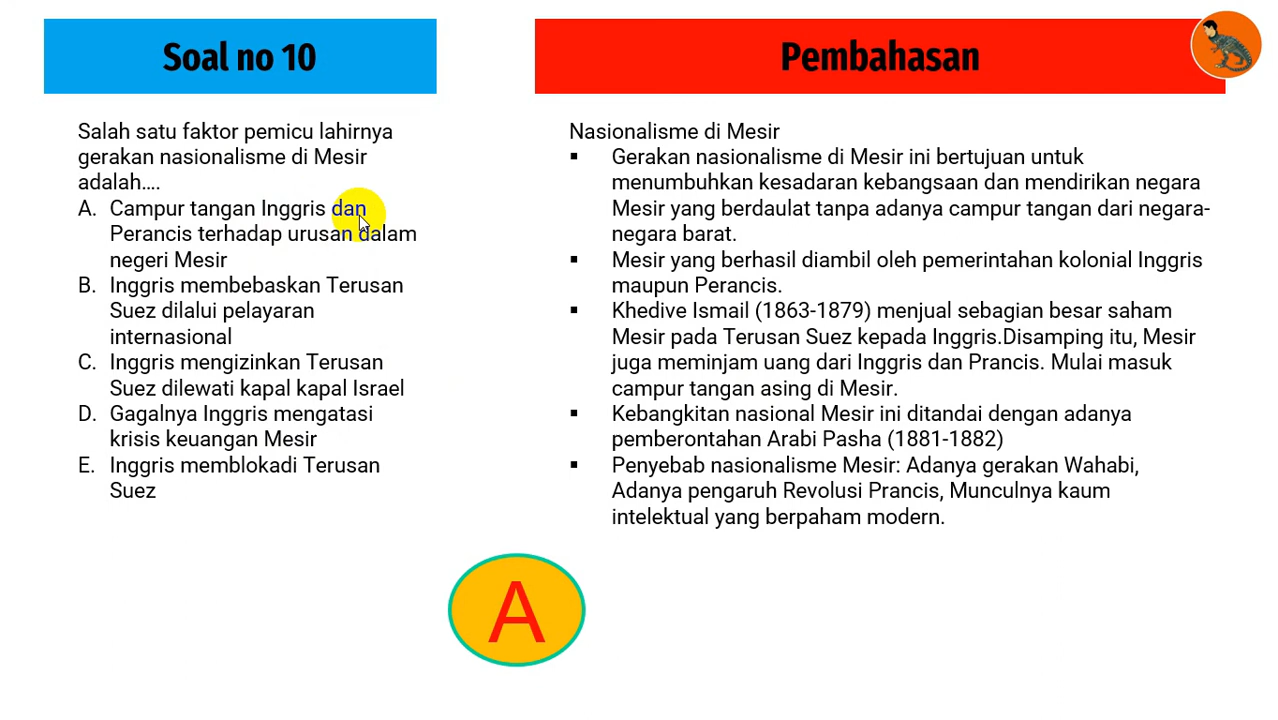 Soal no 10
Salah satu faktor pemicu lahirnya
gerakan nasionalisme di Mesir
adalah....
A. Campur tangan Inggris dan
Perancis terhadap urusan dalam
negeri Mesir
B. Inggris membebaskan Terusan
Suez dilalui pelayaran
internasional
C. Inggris mengizinkan Terusan
Suez dilewati kapal kapal Israel
D. Gagalnya Inggris mengatasi
krisis keuangan Mesir
E. Inggris memblokadi Terusan
Suez
Pembahasan
Nasionalisme di Mesir
▪ Gerakan nasionalisme di Mesir ini bertujuan untuk
menumbuhkan kesadaran kebangsaan dan mendirikan negara
Mesir yang berdaulat tanpa adanya campur tangan dari negara-
negara barat.
▪ Mesir yang berhasil diambil oleh pemerintahan kolonial Inggris
maupun Perancis.
▪ Khedive Ismail (1863-1879) menjual sebagian besar saham
Mesir pada Terusan Suez kepada Inggris.Disamping itu, Mesir
juga meminjam uang dari Inggris dan Prancis. Mulai masuk
campur tangan asing di Mesir.
▪ Kebangkitan nasional Mesir ini ditandai dengan adanya
pemberontahan Arabi Pasha (1881-1882)
▪ Penyebab nasionalisme Mesir: Adanya gerakan Wahabi,
Adanya pengaruh Revolusi Prancis, Munculnya kaum
intelektual yang berpaham modern.
A